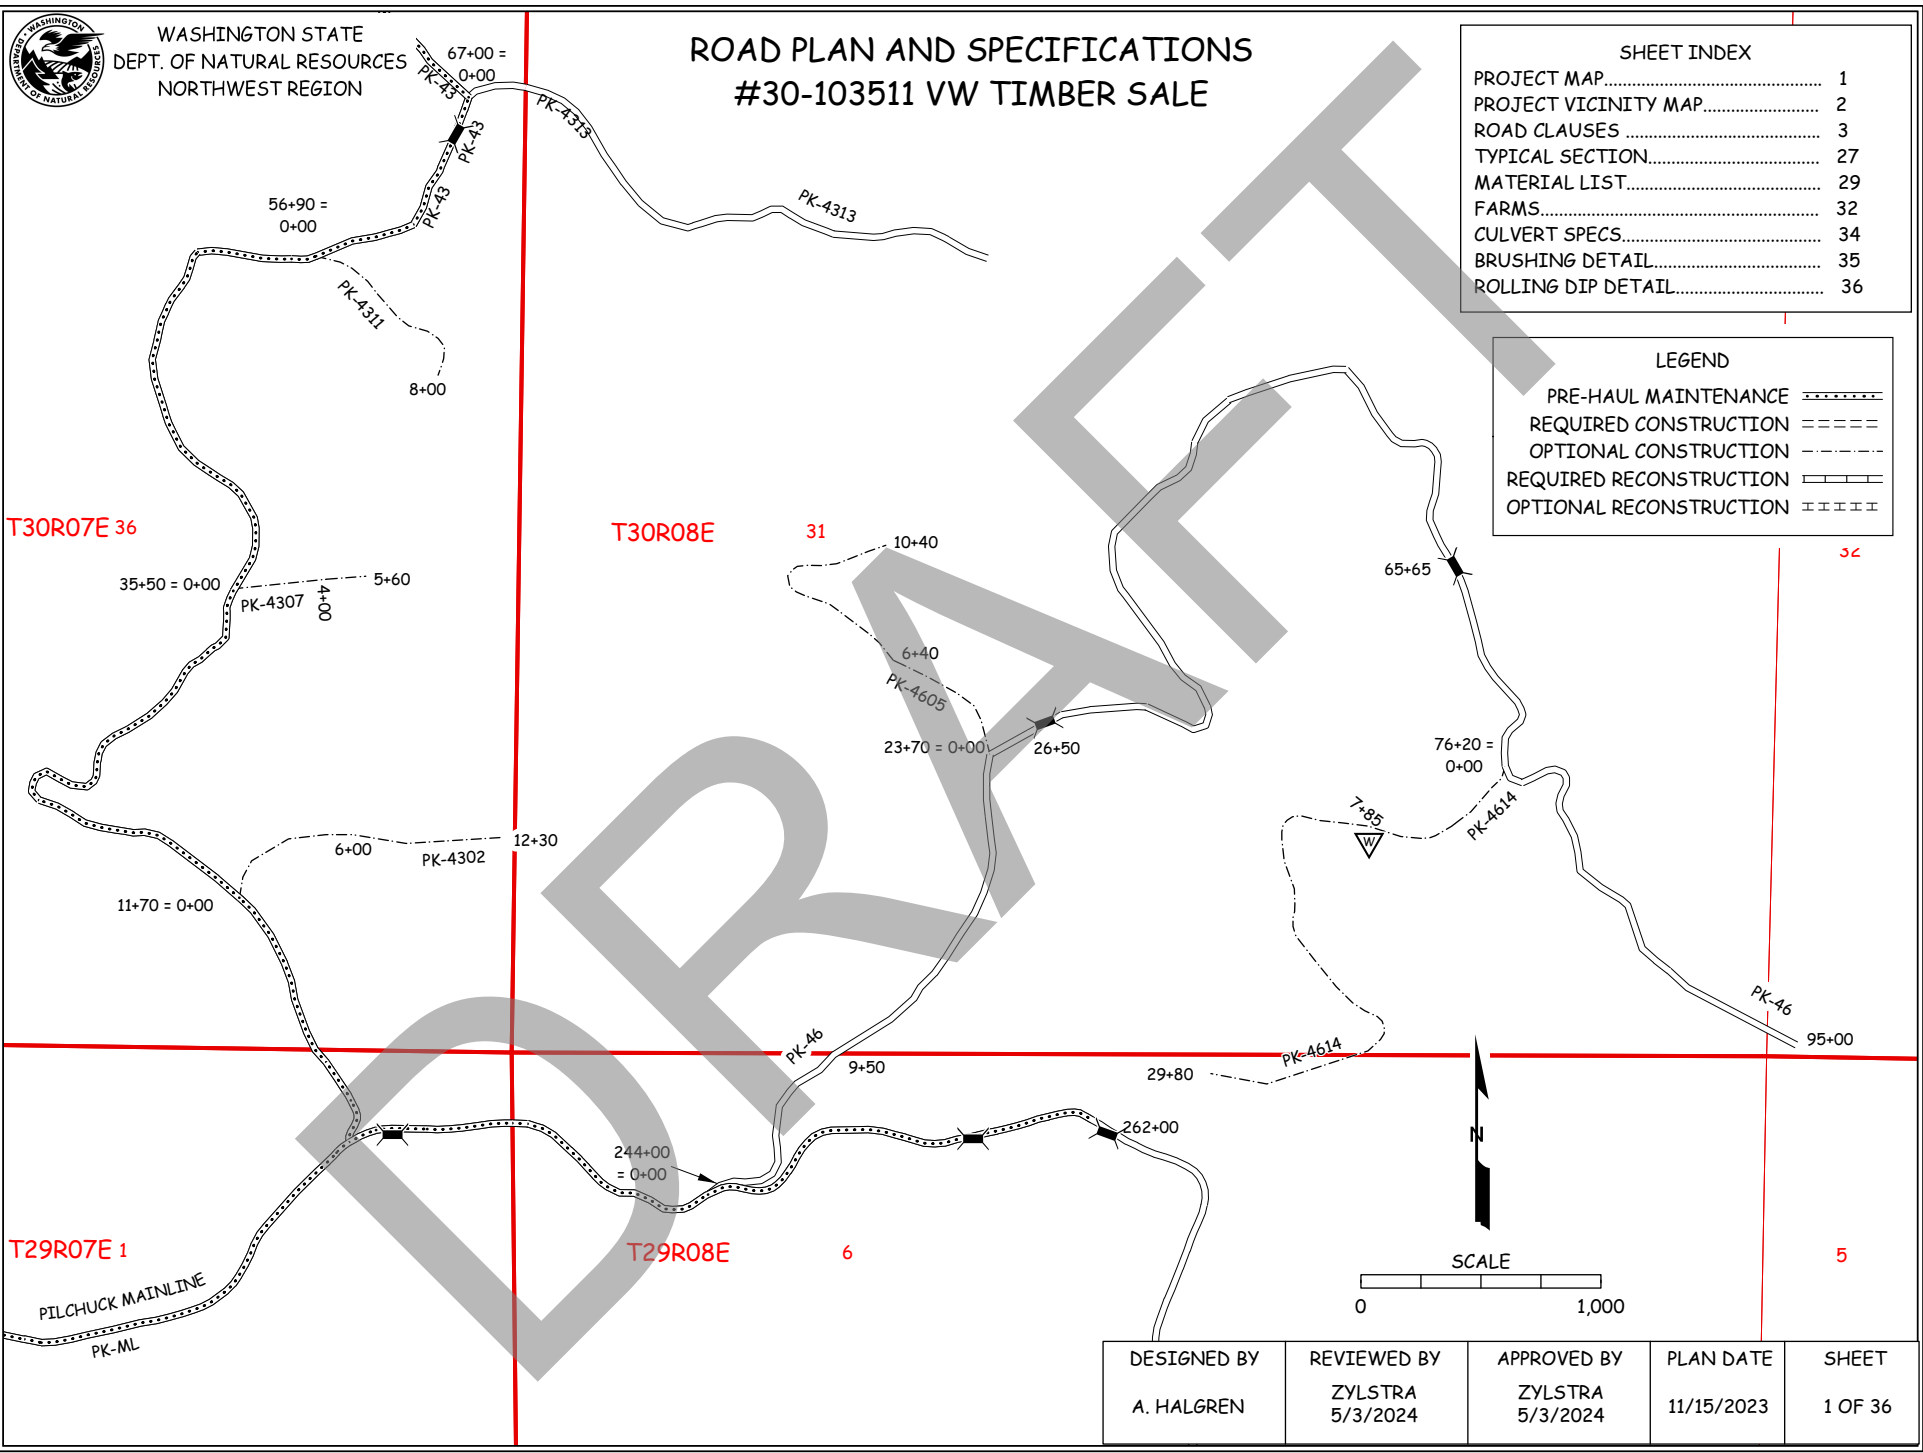 WASHINGTON STATE
DEPT. OF NATURAL RESOURCES
NORTHWEST REGION
WASHINGTON STATE
DEPARTMENT OF NATURAL RESOURCES
ROAD PLAN AND SPECIFICATIONS
#30-103511 VW TIMBER SALE
SHEET INDEX
PROJECT MAP 1
PROJECT VICINITY MAP 2
ROAD CLAUSES 3
TYPICAL SECTION 27
MATERIAL LIST 29
FARMS 32
CULVERT SPECS 34
BRUSHING DETAIL 35
ROLLING DIP DETAIL 36
LEGEND
PRE-HAUL MAINTENANCE
REQUIRED CONSTRUCTION
OPTIONAL CONSTRUCTION
REQUIRED RECONSTRUCTION
OPTIONAL RECONSTRUCTION
67+00 =
0+00
PK-43
PK-4313
PK-43
PK-43
PK-4313
56+90 =
0+00
PK-4311
8+00
T30R07E 36
T30R08E 31
32
10+40
65+65
35+50 = 0+00
PK-4307
4+00
5+60
6+40
PK-4605
23+70 = 0+00
26+50
76+20 =
0+00
7+85
W
PK-4614
6+00
PK-4302
12+30
11+70 = 0+00
PK-46
95+00
PK-46
9+50
PK-4614
29+80
262+00
244+00
= 0+00
N
T29R07E 1
T29R08E 6
5
PILCHUCK MAINLINE
PK-ML
SCALE
0 1,000
DESIGNED BY
A. HALGREN
REVIEWED BY
ZYLSTRA
5/3/2024
APPROVED BY
ZYLSTRA
5/3/2024
PLAN DATE
11/15/2023
SHEET
1 OF 36
DRAFT